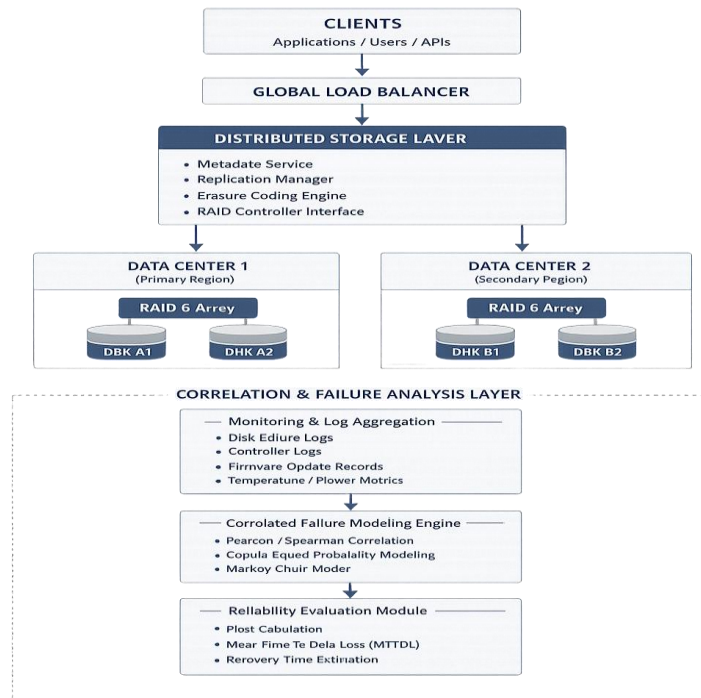 CLIENTS
Applications / Users / APIs
GLOBAL LOAD BALANCER
DISTRIBUTED STORAGE LAVER
• Metadate Service
• Replication Manager
• Erasure Coding Engine
• RAID Controller Interface
DATA CENTER 1
(Primary Region)
RAID 6 Arrey
DBK A1
DHK A2
DATA CENTER 2
(Secondary Pegion)
RAID 6 Arrey
DHK B1
DBK B2
CORRELATION & FAILURE ANALYSIS LAYER
Monitoring & Log Aggregation
• Disk Ediure Logs
• Controller Logs
• Firnvare Opdate Records
• Temperatune / Plower Motrics
Corrolated Failure Modeling Engine
• Pearcon / Spearman Correlation
• Copula Equed Probalality Modeling
• Markoy Chuir Moder
Rellability Evaluation Module
• Plost Cabulation
• Mear Fime Te Dela Loss (MTTDL)
• Rerovery Time Extimation